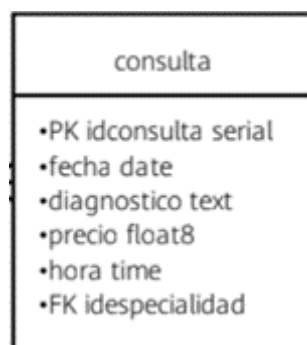 consulta
•PK idconsulta serial
•fecha date
•diagnostico text
•precio float8
•hora time
•FK idespecialidad